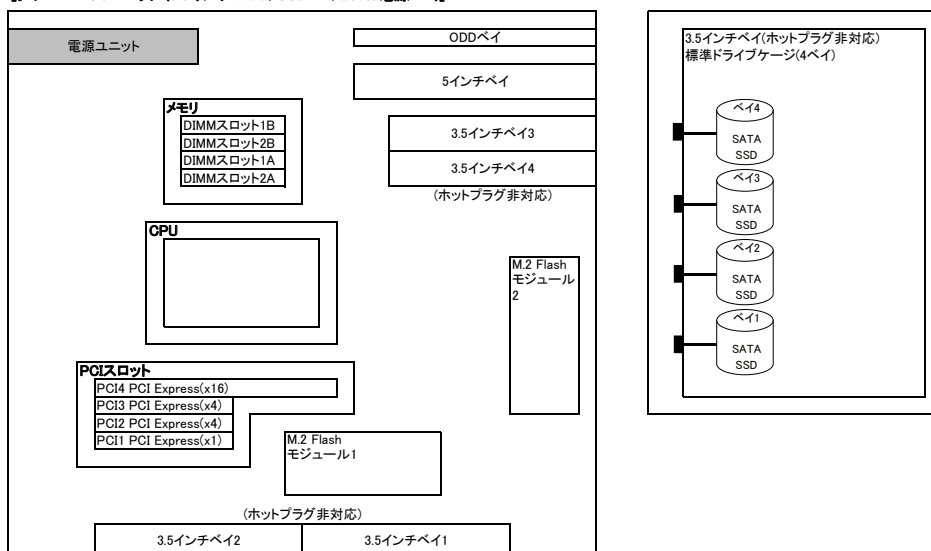 電源ユニット
ODDベイ
5インチベイ
メモリ
DIMMスロット1B
DIMMスロット2B
DIMMスロット1A
DIMMスロット2A
3.5インチベイ3
3.5インチベイ4
(ホットプラグ非対応)
CPU
M.2 Flash
モジュール
2
PCIスロット
PCI4 PCI Express(x16)
PCI3 PCI Express(x4)
PCI2 PCI Express(x4)
PCI1 PCI Express(x1)
M.2 Flash
モジュール1
(ホットプラグ非対応)
3.5インチベイ2
3.5インチベイ1
3.5インチベイ(ホットプラグ非対応)
標準ドライブケージ(4ベイ)
ベイ4
SATA
SSD
ベイ3
SATA
SSD
ベイ2
SATA
SSD
ベイ1
SATA
SSD